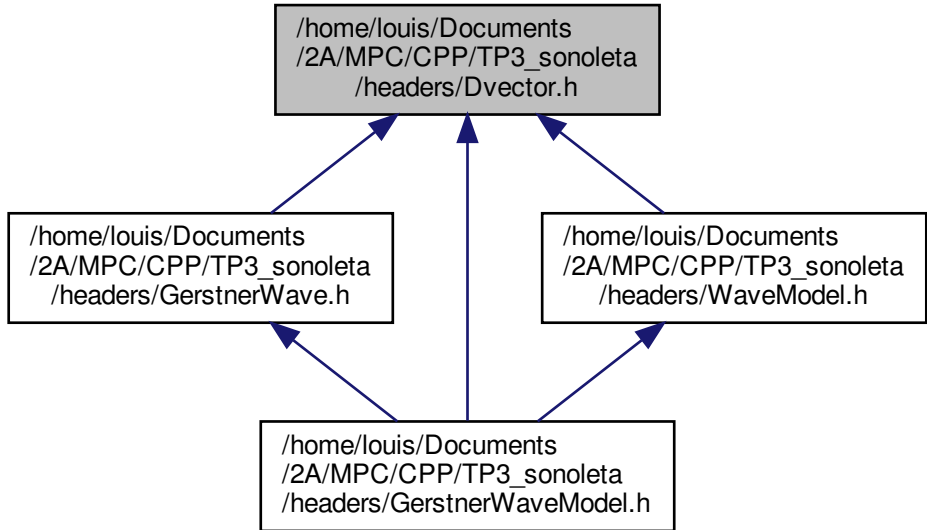 /home/louis/Documents
/2A/MPC/CPP/TP3_sonoleta
/headers/Dvector.h
/home/louis/Documents
/2A/MPC/CPP/TP3_sonoleta
/headers/GerstnerWave.h
/home/louis/Documents
/2A/MPC/CPP/TP3_sonoleta
/headers/WaveModel.h
/home/louis/Documents
/2A/MPC/CPP/TP3_sonoleta
/headers/GerstnerWaveModel.h